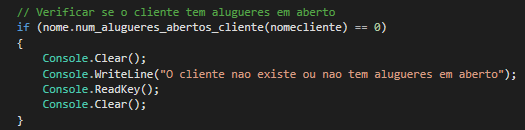 // Verificar se o cliente tem alugueres em aberto
if (nome.num_alugueres_abertos_cliente(nomecliente) == 0)
{
    Console.Clear();
    Console.WriteLine("O cliente nao existe ou nao tem alugueres em aberto");
    Console.ReadKey();
    Console.Clear();
}